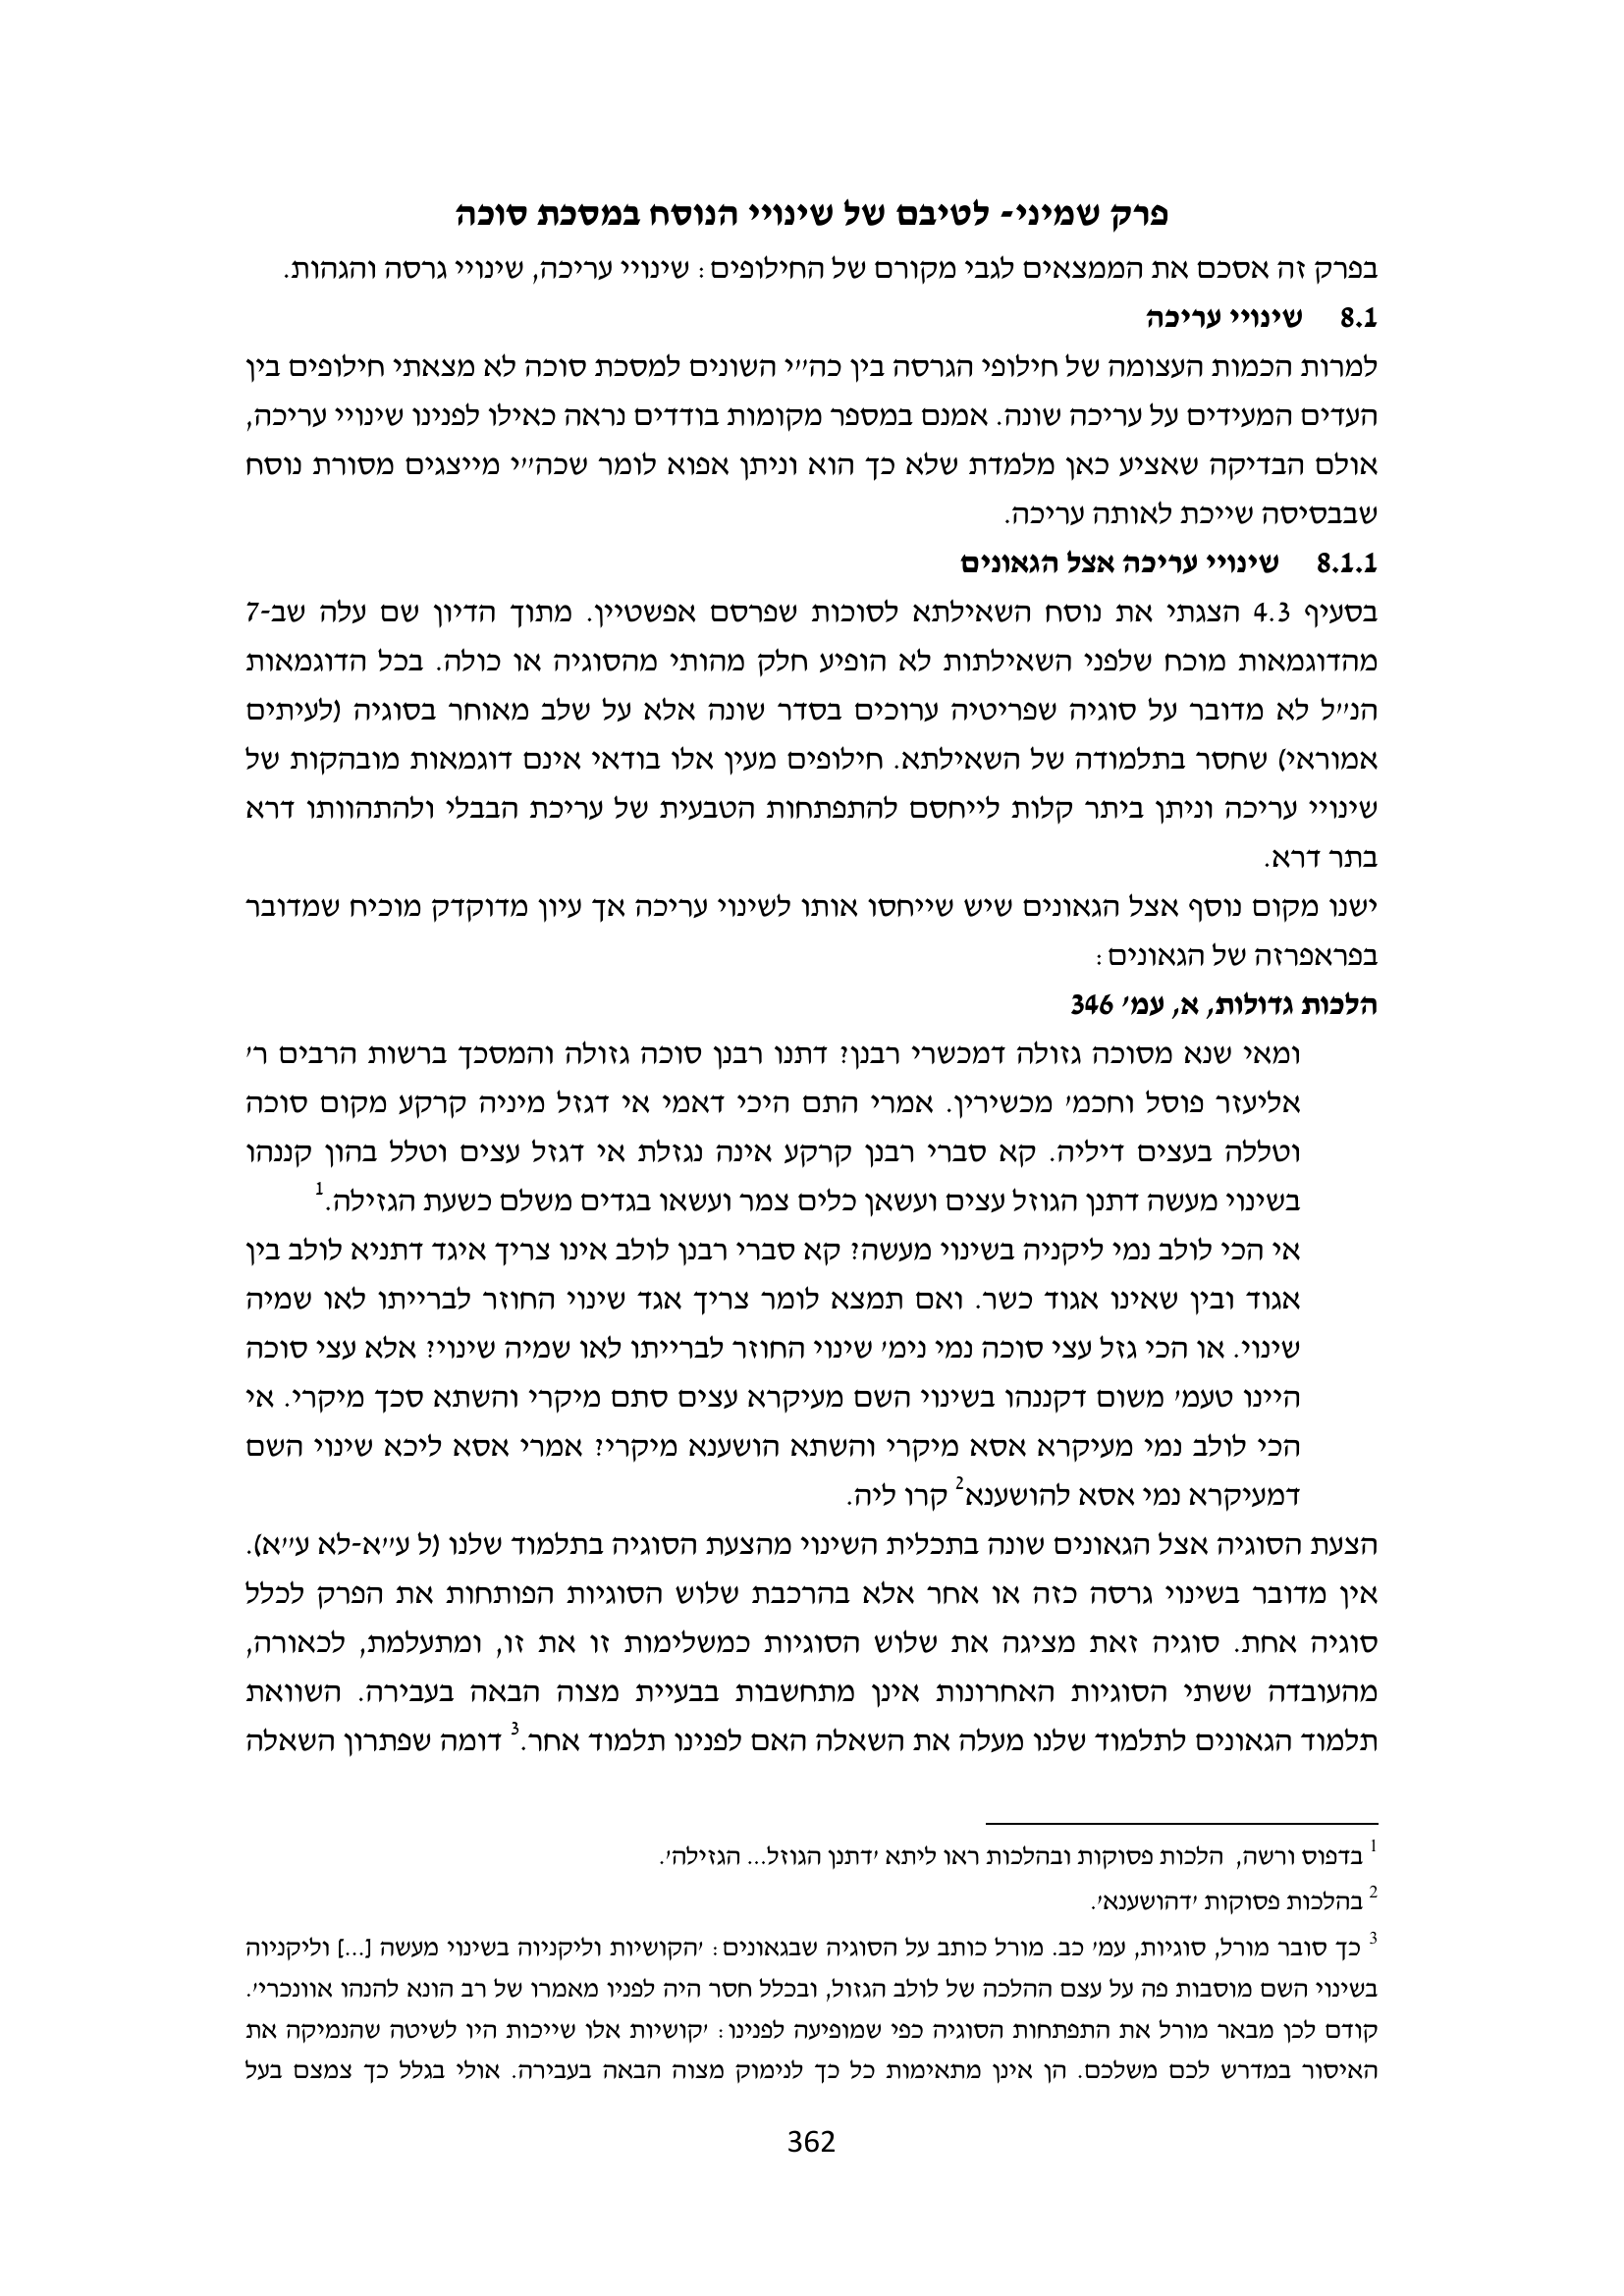 פרק שמיני- לטיבם של שינויי הנוסח במסכת סוכה
בפרק זה אסכם את הממצאים לגבי מקורם של החילופים: שינויי עריכה, שינויי גרסה והגהות.
8.1 שינויי עריכה
למרות הכמות העצומה של חילופי הגרסה בין כה"י השונים למסכת סוכה לא מצאתי חילופים בין
העדים המעידים על עריכה שונה. אמנם במספר מקומות בודדים נראה כאילו לפנינו שינויי עריכה,
אולם הבדיקה שאציע כאן מלמדת שלא כך הוא וניתן אפוא לומר שכה"י מייצגים מסורת נוסח
שבבסיסה שייכת לאותה עריכה.
8.1.1 שינויי עריכה אצל הגאונים
בסעיף 4.3 הצגתי את נוסח השאילתא לסוכות שפרסם אפשטיין. מתוך הדיון שם עלה שב-7
מהדוגמאות מוכח שלפני השאילתות לא הופיע חלק מהותי מהסוגיה או כולה. בכל הדוגמאות
הנ"ל לא מדובר על סוגיה שפריטיה ערוכים בסדר שונה אלא על שלב מאוחר בסוגיה (לעיתים
אמוראי) שחסר בתלמודה של השאילתא. חילופים מעין אלו בודאי אינם דוגמאות מובהקות של
שינויי עריכה וניתן ביתר קלות לייחסם להתפתחות הטבעית של עריכת הבבלי ולהתהוותו דרא
בתר דרא.
ישנו מקום נוסף אצל הגאונים שיש שייחסו אותו לשינוי עריכה אך עיון מדוקדק מוכיח שמדובר
בפראפרזה של הגאונים:
הלכות גדולות, א, עמ' 346
ומאי שנא מסוכה גזולה דמכשרי רבנן? דתנו רבנן סוכה גזולה והמסכך ברשות הרבים ר'
אליעזר פוסל וחכמ' מכשירין. אמרי התם היכי דאמי אי דגזל מיניה קרקע מקום סוכה
וטללה בעצים דיליה. קא סברי רבנן קרקע אינה נגזלת אי דגזל עצים וטלל בהון קננהו
בשינוי מעשה דתנן הגוזל עצים ועשאן כלים צמר ועשאו בגדים משלם כשעת הגזילה.1
אי הכי לולב נמי ליקניה בשינוי מעשה? קא סברי רבנן לולב אינו צריך איגד דתניא לולב בין
אגוד ובין שאינו אגוד כשר. ואם תמצא לומר צריך אגד שינוי החוזר לברייתו לאו שמיה
שינוי. או הכי גזל עצי סוכה נמי נימ' שינוי החוזר לברייתו לאו שמיה שינוי? אלא עצי סוכה
היינו טעמ' משום דקננהו בשינוי השם מעיקרא עצים סתם מיקרי והשתא סכך מיקרי. אי
הכי לולב נמי מעיקרא אסא מיקרי והשתא הושענא מיקרי? אמרי אסא ליכא שינוי השם
דמעיקרא נמי אסא להושענא2 קרו ליה.
הצעת הסוגיה אצל הגאונים שונה בתכלית השינוי מהצעת הסוגיה בתלמוד שלנו (ל ע"א-לא ע"א).
אין מדובר בשינוי גרסה כזה או אחר אלא בהרכבת שלוש הסוגיות הפותחות את הפרק לכלל
סוגיה אחת. סוגיה זאת מציגה את שלוש הסוגיות כמשלימות זו את זו, ומתעלמת, לכאורה,
מהעובדה ששתי הסוגיות האחרונות אינן מתחשבות בבעיית מצוה הבאה בעבירה. השוואת
תלמוד הגאונים לתלמוד שלנו מעלה את השאלה האם לפנינו תלמוד אחר.3 דומה שפתרון השאלה
1 בדפוס ורשה, הלכות פסוקות ובהלכות ראו ליתא 'דתנן הגוזל... הגזילה'.
2 בהלכות פסוקות 'דהושענא'.
3 כך סובר מורל, סוגיות, עמ' כב. מורל כותב על הסוגיה שבגאונים: 'הקושיות וליקניוה בשינוי מעשה [...] וליקניוה
בשינוי השם מוסבות פה על עצם ההלכה של לולב הגזול, ובכלל חסר היה לפניו מאמרו של רב הונא להנהו אוונכרי'.
קודם לכן מבאר מורל את התפתחות הסוגיה כפי שמופיעה לפנינו: 'קושיות אלו שייכות היו לשיטה שהנמיקה את
האיסור במדרש לכם משלכם. הן אינן מתאימות כל כך לנימוק מצוה הבאה בעבירה. אולי בגלל כך צמצם בעל
362